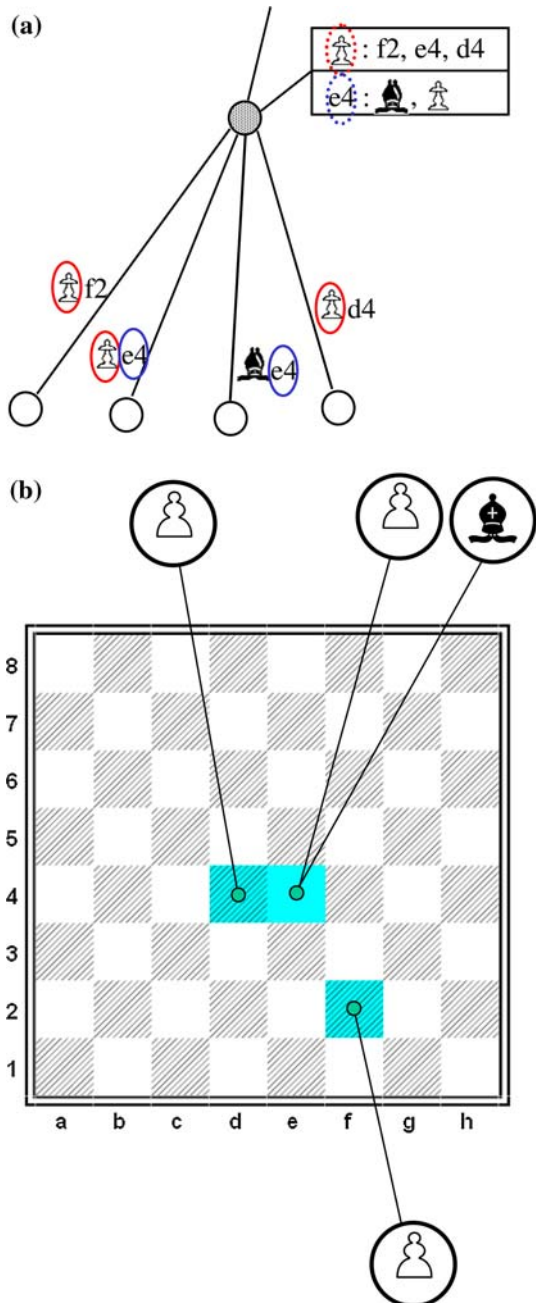 (a)
♙ : f2, e4, d4
e4 : ♝, ♙
♙ f2
♙ e4
♝ e4
♙ d4
(b)
8
7
6
5
4
3
2
1
a b c d e f g h